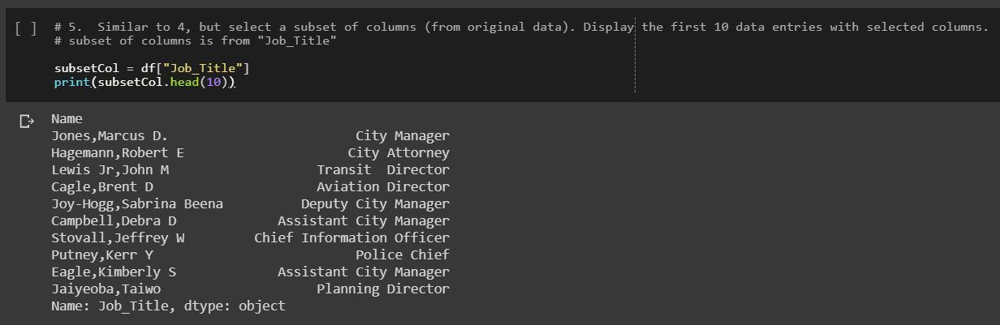 [ ] # 5.  Similar to 4, but select a subset of columns (from original data). Display the first 10 data entries with selected columns.
# subset of columns is from "Job_Title"
subsetCol = df["Job_Title"]
print(subsetCol.head(10))
Name
Jones,Marcus D.                        City Manager
Hagemann,Robert E                     City Attorney
Lewis Jr,John M                   Transit  Director
Cagle,Brent D                     Aviation Director
Joy-Hogg,Sabrina Beena          Deputy City Manager
Campbell,Debra D             Assistant City Manager
Stovall,Jeffrey W         Chief Information Officer
Putney,Kerr Y                          Police Chief
Eagle,Kimberly S             Assistant City Manager
Jaiyeoba,Taiwo                    Planning Director
Name: Job_Title, dtype: object